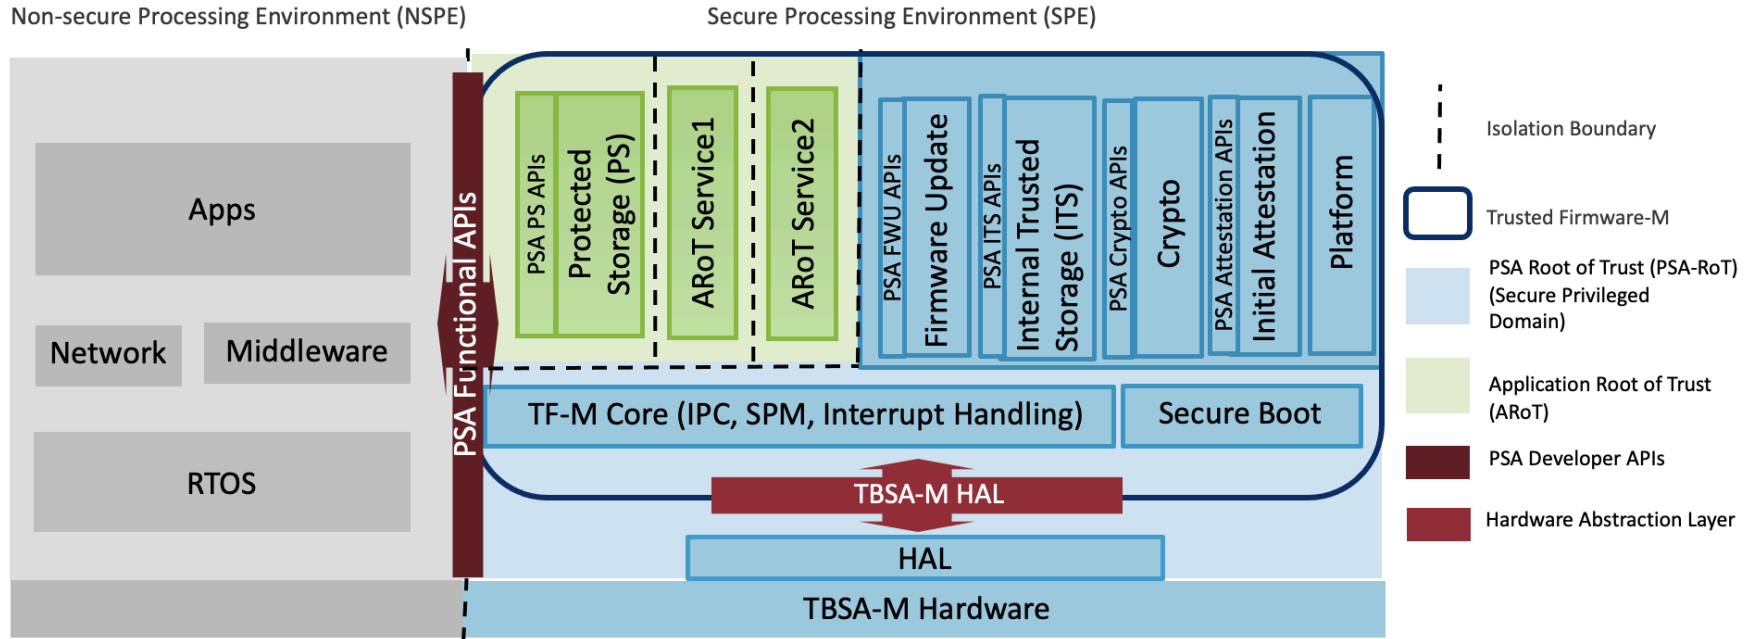 Non-secure Processing Environment (NSPE)
Secure Processing Environment (SPE)
Apps
Network
Middleware
RTOS
PSA Functional APIs
PSA PS APIs
Protected
Storage (PS)
ARoT Service1
ARoT Service2
PSA FWU APIs
Firmware Update
PSA ITS APIs
Internal Trusted
Storage (ITS)
PSA Crypto APIs
Crypto
PSA Attestation APIs
Initial Attestation
Platform
TF-M Core (IPC, SPM, Interrupt Handling)
Secure Boot
TBSA-M HAL
HAL
TBSA-M Hardware
Isolation Boundary
Trusted Firmware-M
PSA Root of Trust (PSA-RoT)
(Secure Privileged
Domain)
Application Root of Trust
(ARoT)
PSA Developer APIs
Hardware Abstraction Layer